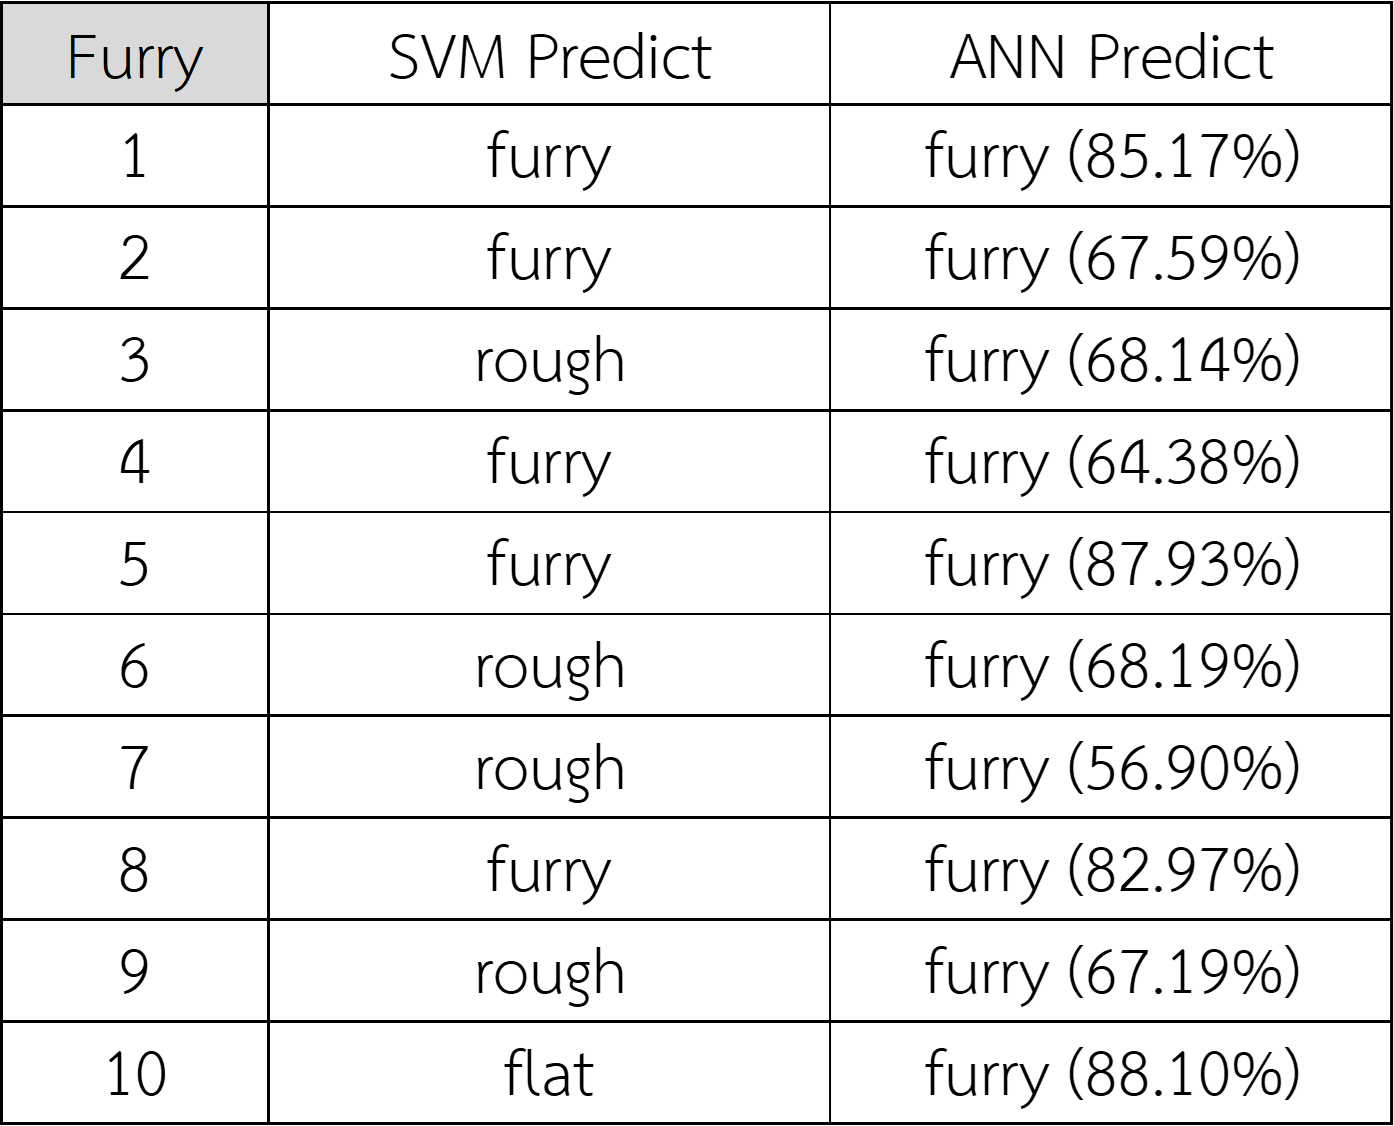 Furry SVM Predict ANN Predict
1 furry furry (85.17%)
2 furry furry (67.59%)
3 rough furry (68.14%)
4 furry furry (64.38%)
5 furry furry (87.93%)
6 rough furry (68.19%)
7 rough furry (56.90%)
8 furry furry (82.97%)
9 rough furry (67.19%)
10 flat furry (88.10%)